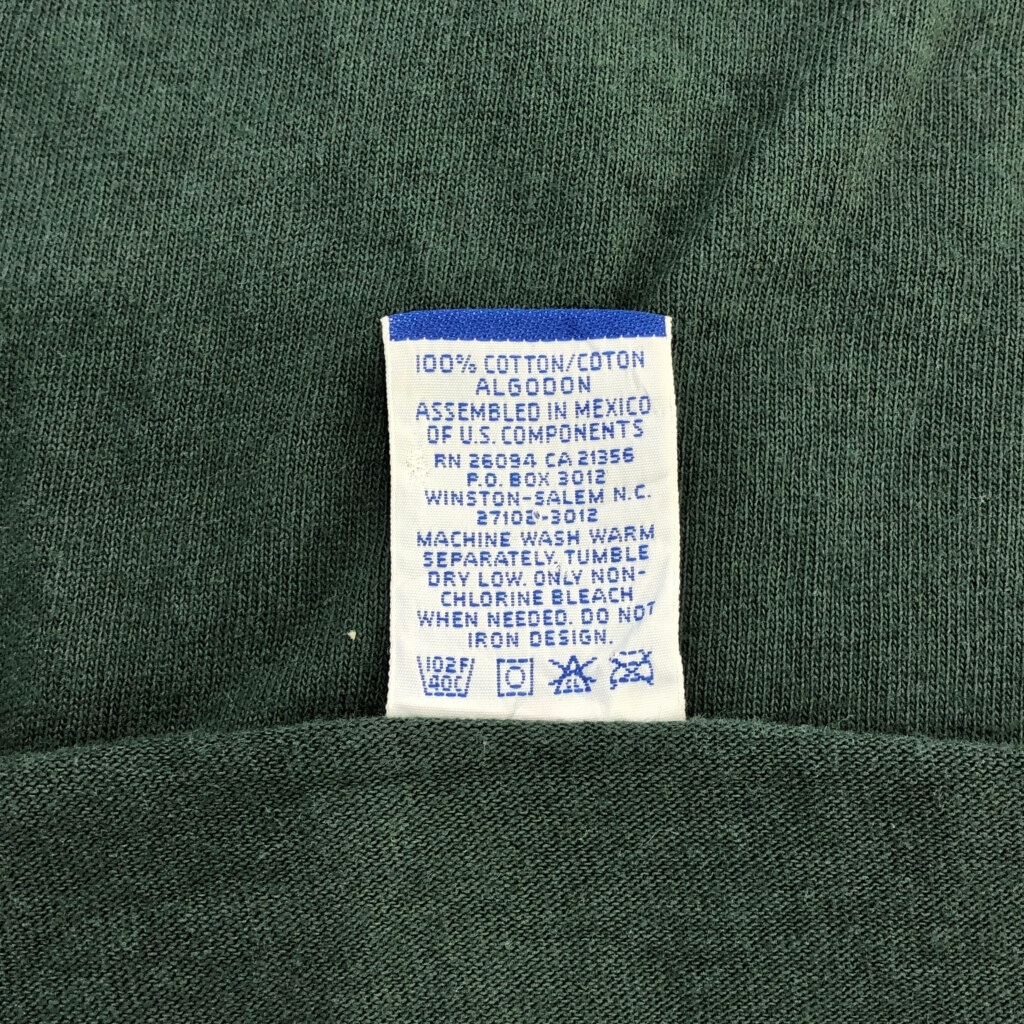 100% COTTON/COTON
ALGODON
ASSEMBLED IN MEXICO
OF U.S. COMPONENTS
RN 26094 CA 21356
P.O. BOX 3012
WINSTON-SALEM N.C.
27102-3012
MACHINE WASH WARM
SEPARATELY. TUMBLE
DRY LOW. ONLY NON-
CHLORINE BLEACH
WHEN NEEDED. DO NOT
IRON DESIGN.
102F
40C CL